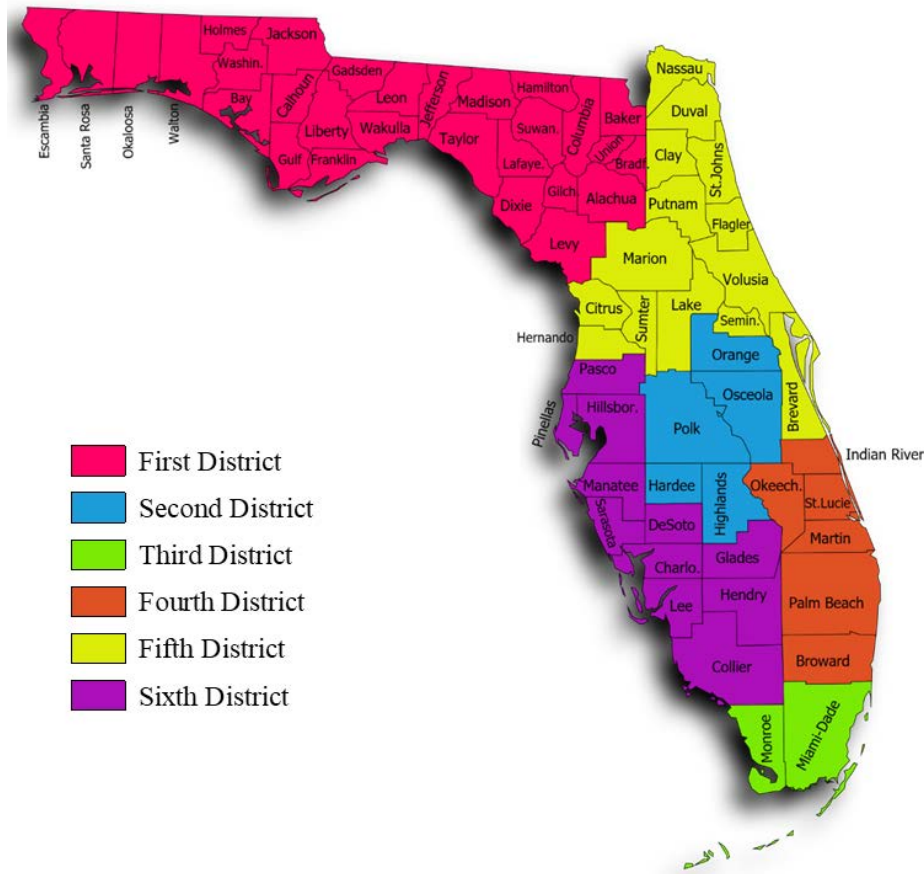 Holmes
Jackson
Washin.
Gadsden
Bay
Calhoun
Leon
Jefferson
Madison
Hamilton
Columbia
Baker
Liberty
Wakulla
Taylor
Suwan.
Union
Bradf.
Gulf
Franklin
Lafaye.
Gilch.
Alachua
Dixie
Levy
Escambia
Santa Rosa
Okaloosa
Walton
Nassau
Duval
Clay
St.Johns
Putnam
Flagler
Marion
Volusia
Citrus
Sumter
Lake
Semin.
Hernando
Orange
Pasco
Osceola
Brevard
Pinellas
Hillsbor.
Polk
Indian River
Manatee
Hardee
Highlands
Okeech.
St.Lucie
Sarasota
DeSoto
Martin
Charlo.
Glades
Lee
Hendry
Palm Beach
Collier
Broward
Monroe
Miami-Dade
First District
Second District
Third District
Fourth District
Fifth District
Sixth District